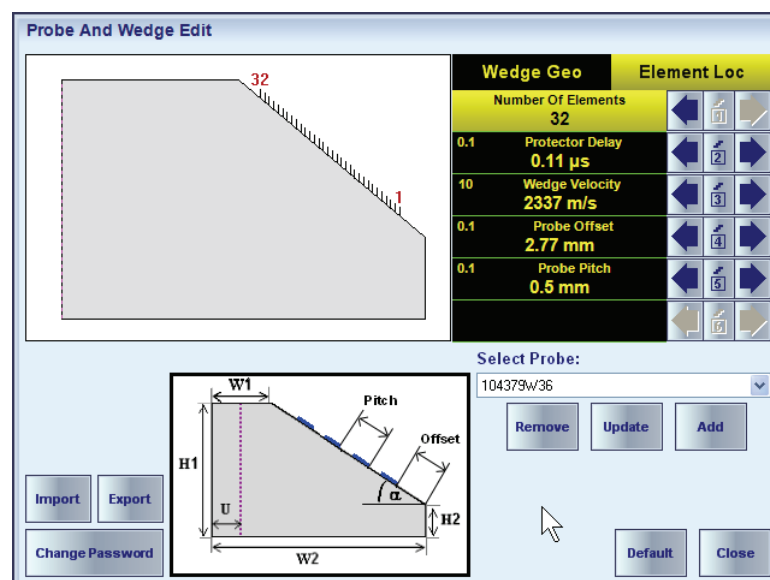 Probe And Wedge Edit
32
1
Wedge Geo
Element Loc
Number Of Elements
32
1
0.1 Protector Delay
0.11 µs
2
10 Wedge Velocity
2337 m/s
3
0.1 Probe Offset
2.77 mm
4
0.1 Probe Pitch
0.5 mm
5
6
Select Probe:
104379W36
Remove
Update
Add
W1
Pitch
Offset
H1
α
U
H2
W2
Import
Export
Change Password
Default
Close